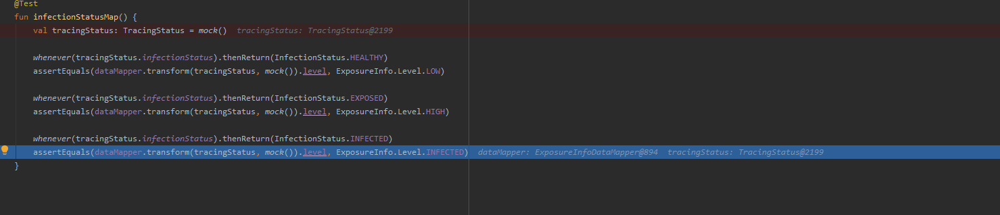 @Test
fun infectionStatusMap() {
val tracingStatus: TracingStatus = mock() tracingStatus: TracingStatus@2199
whenever(tracingStatus.infectionStatus).thenReturn(InfectionStatus.HEALTHY)
assertEquals(dataMapper.transform(tracingStatus, mock()).level, ExposureInfo.Level.LOW)
whenever(tracingStatus.infectionStatus).thenReturn(InfectionStatus.EXPOSED)
assertEquals(dataMapper.transform(tracingStatus, mock()).level, ExposureInfo.Level.HIGH)
whenever(tracingStatus.infectionStatus).thenReturn(InfectionStatus.INFECTED)
assertEquals(dataMapper.transform(tracingStatus, mock()).level, ExposureInfo.Level.INFECTED) dataMapper: ExposureInfoDataMapper@894 tracingStatus: TracingStatus@2199
}